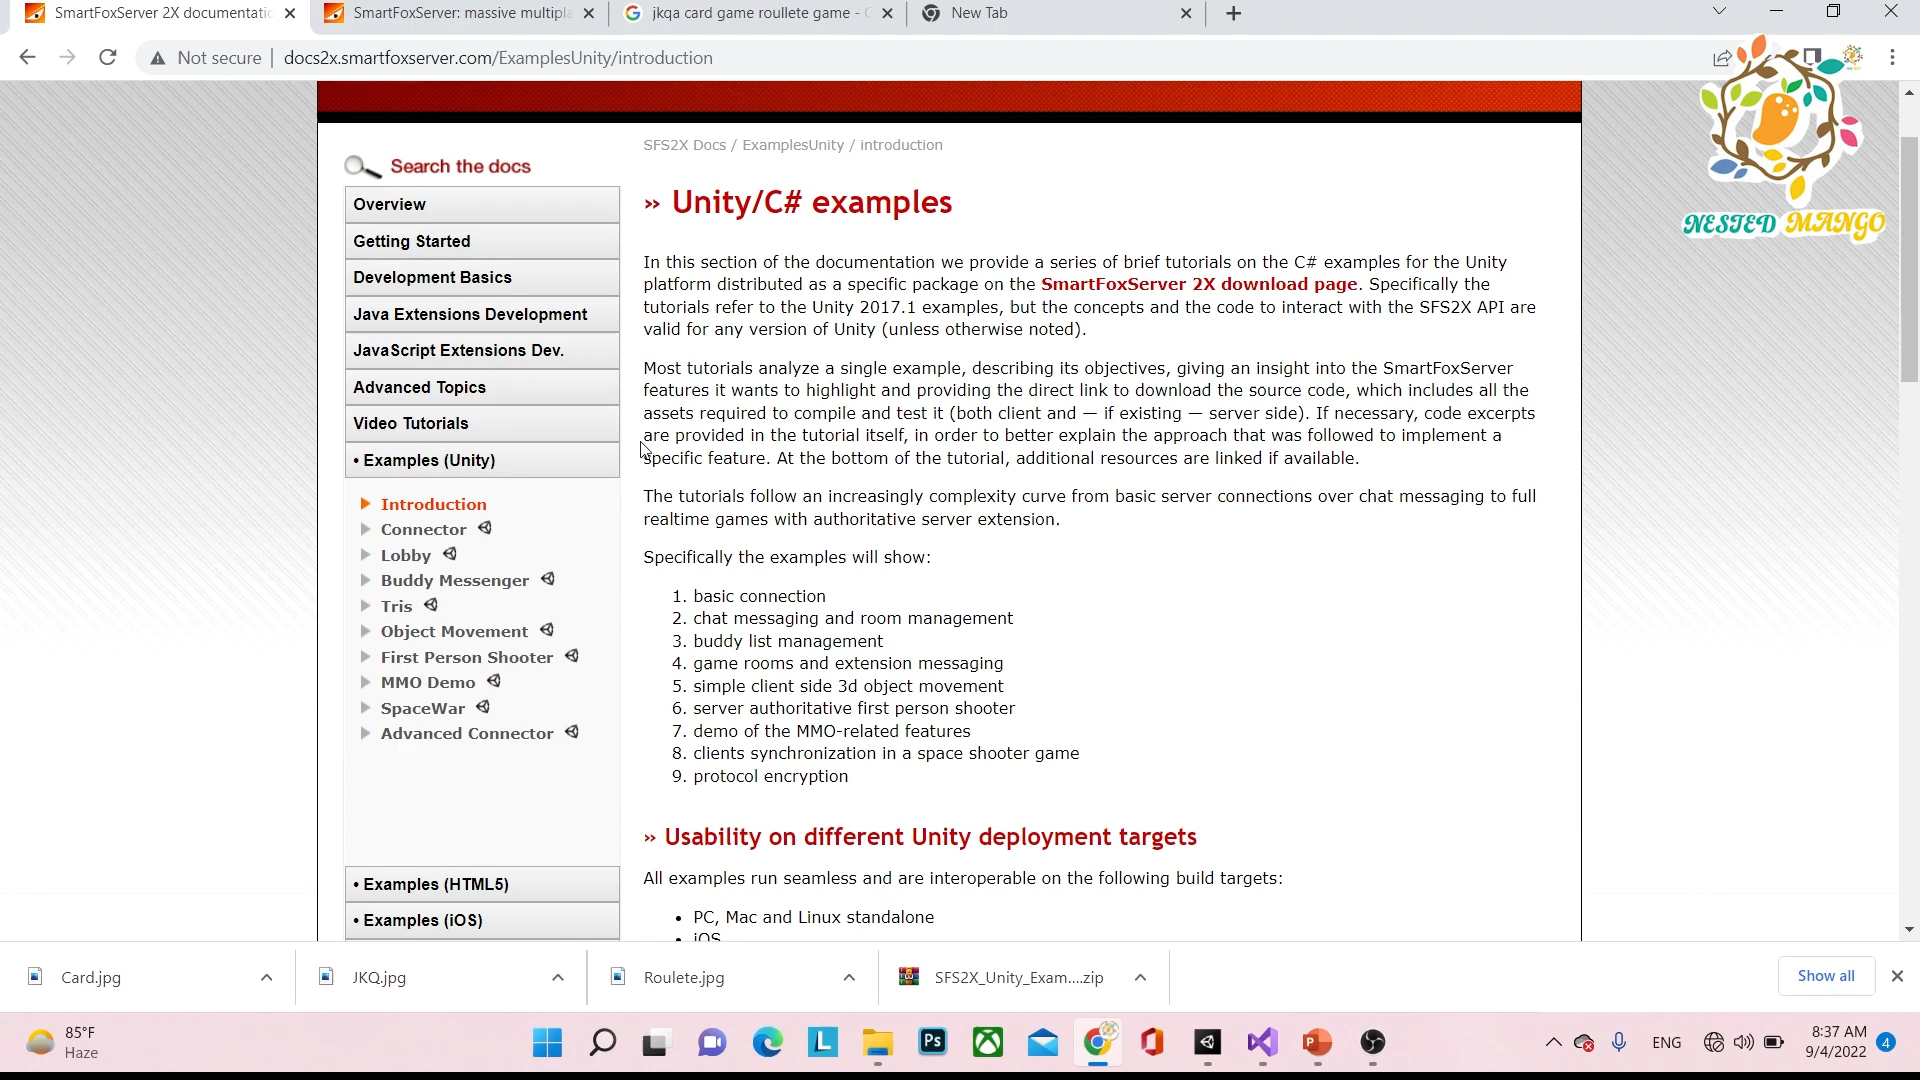 SmartFoxServer 2X documentatic
SmartFoxServer: massive multipla
jkqa card game roullete game - G
New Tab
Not secure
docs2x.smartfoxserver.com/ExamplesUnity/introduction
NESTED MANGO
SFS2X Docs / ExamplesUnity / introduction
Search the docs
Overview
Getting Started
Development Basics
Java Extensions Development
JavaScript Extensions Dev.
Advanced Topics
Video Tutorials
• Examples (Unity)
Introduction
Connector
Lobby
Buddy Messenger
Tris
Object Movement
First Person Shooter
MMO Demo
SpaceWar
Advanced Connector
• Examples (HTML5)
• Examples (iOS)
» Unity/C# examples
In this section of the documentation we provide a series of brief tutorials on the C# examples for the Unity
platform distributed as a specific package on the SmartFoxServer 2X download page. Specifically the
tutorials refer to the Unity 2017.1 examples, but the concepts and the code to interact with the SFS2X API are
valid for any version of Unity (unless otherwise noted).
Most tutorials analyze a single example, describing its objectives, giving an insight into the SmartFoxServer
features it wants to highlight and providing the direct link to download the source code, which includes all the
assets required to compile and test it (both client and — if existing — server side). If necessary, code excerpts
are provided in the tutorial itself, in order to better explain the approach that was followed to implement a
specific feature. At the bottom of the tutorial, additional resources are linked if available.
The tutorials follow an increasingly complexity curve from basic server connections over chat messaging to full
realtime games with authoritative server extension.
Specifically the examples will show:
1. basic connection
2. chat messaging and room management
3. buddy list management
4. game rooms and extension messaging
5. simple client side 3d object movement
6. server authoritative first person shooter
7. demo of the MMO-related features
8. clients synchronization in a space shooter game
9. protocol encryption
» Usability on different Unity deployment targets
All examples run seamless and are interoperable on the following build targets:
• PC, Mac and Linux standalone
• iOS
Card.jpg
JKQ.jpg
Roulete.jpg
SFS2X_Unity_Exam....zip
Show all
85°F
Haze
L
Ps
P
ENG
8:37 AM
9/4/2022
4